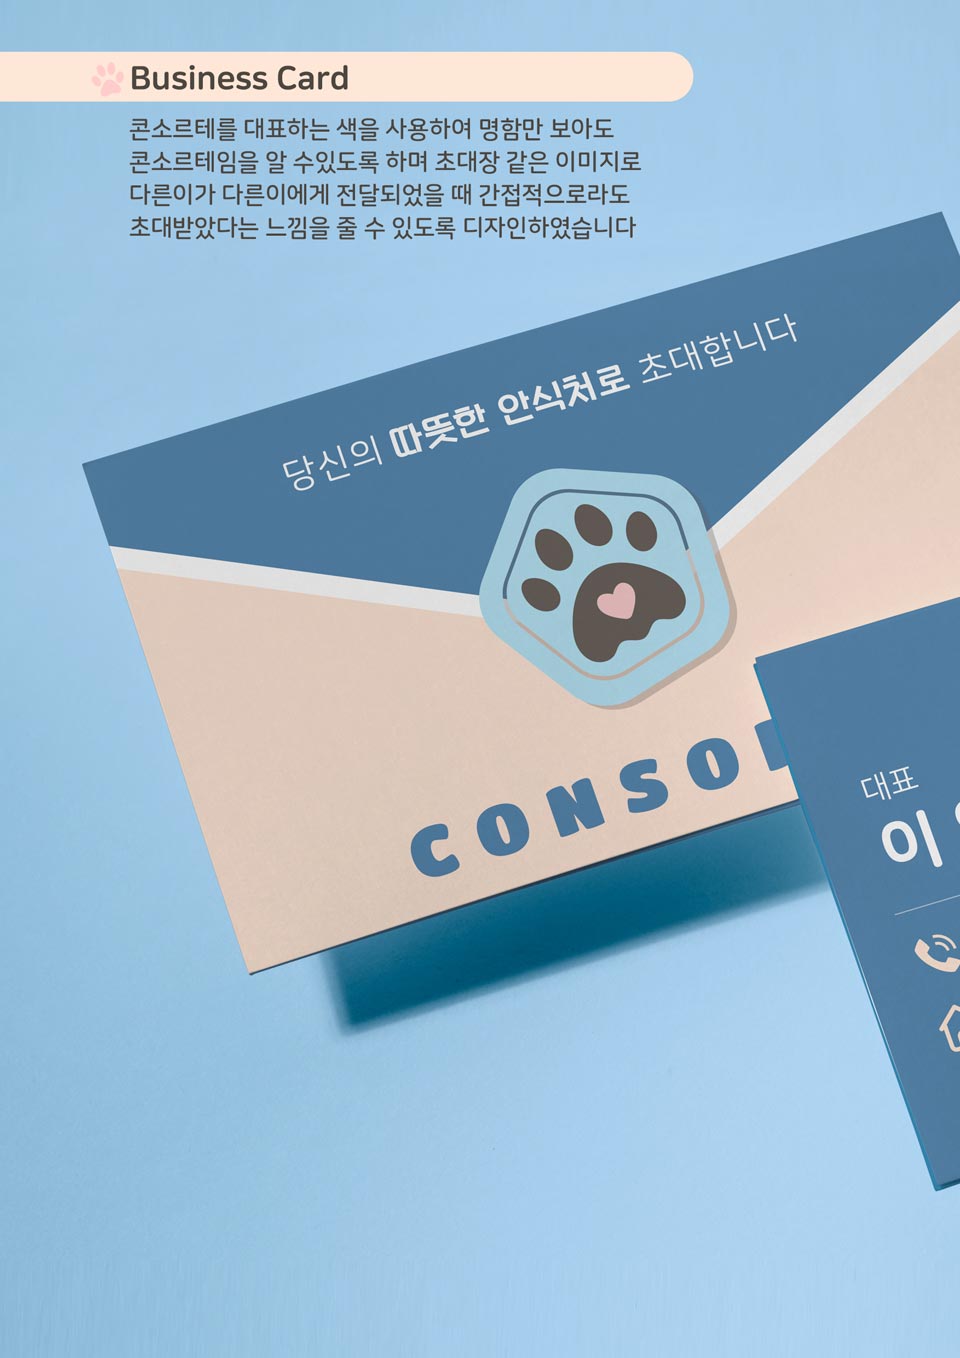 Business Card
콘소르테를 대표하는 색을 사용하여 명함만 보아도
콘소르테임을 알 수있도록 하며 초대장 같은 이미지로
다른이가 다른이에게 전달되었을 때 간접적으로라도
초대받았다는 느낌을 줄 수 있도록 디자인하였습니다
당신의 따뜻한 안식처로 초대합니다
CONSO
대표
이